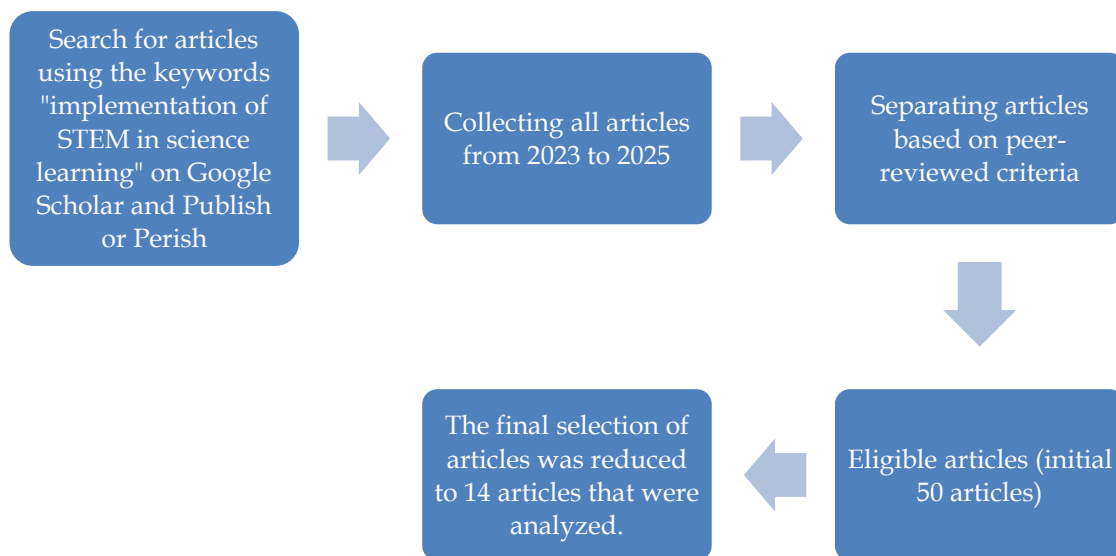 Search for articles
using the keywords
"implementation of
STEM in science
learning" on Google
Scholar and Publish
or Perish
Collecting all articles
from 2023 to 2025
Separating articles
based on peer-
reviewed criteria
Eligible articles (initial
50 articles)
The final selection of
articles was reduced
to 14 articles that were
analyzed.